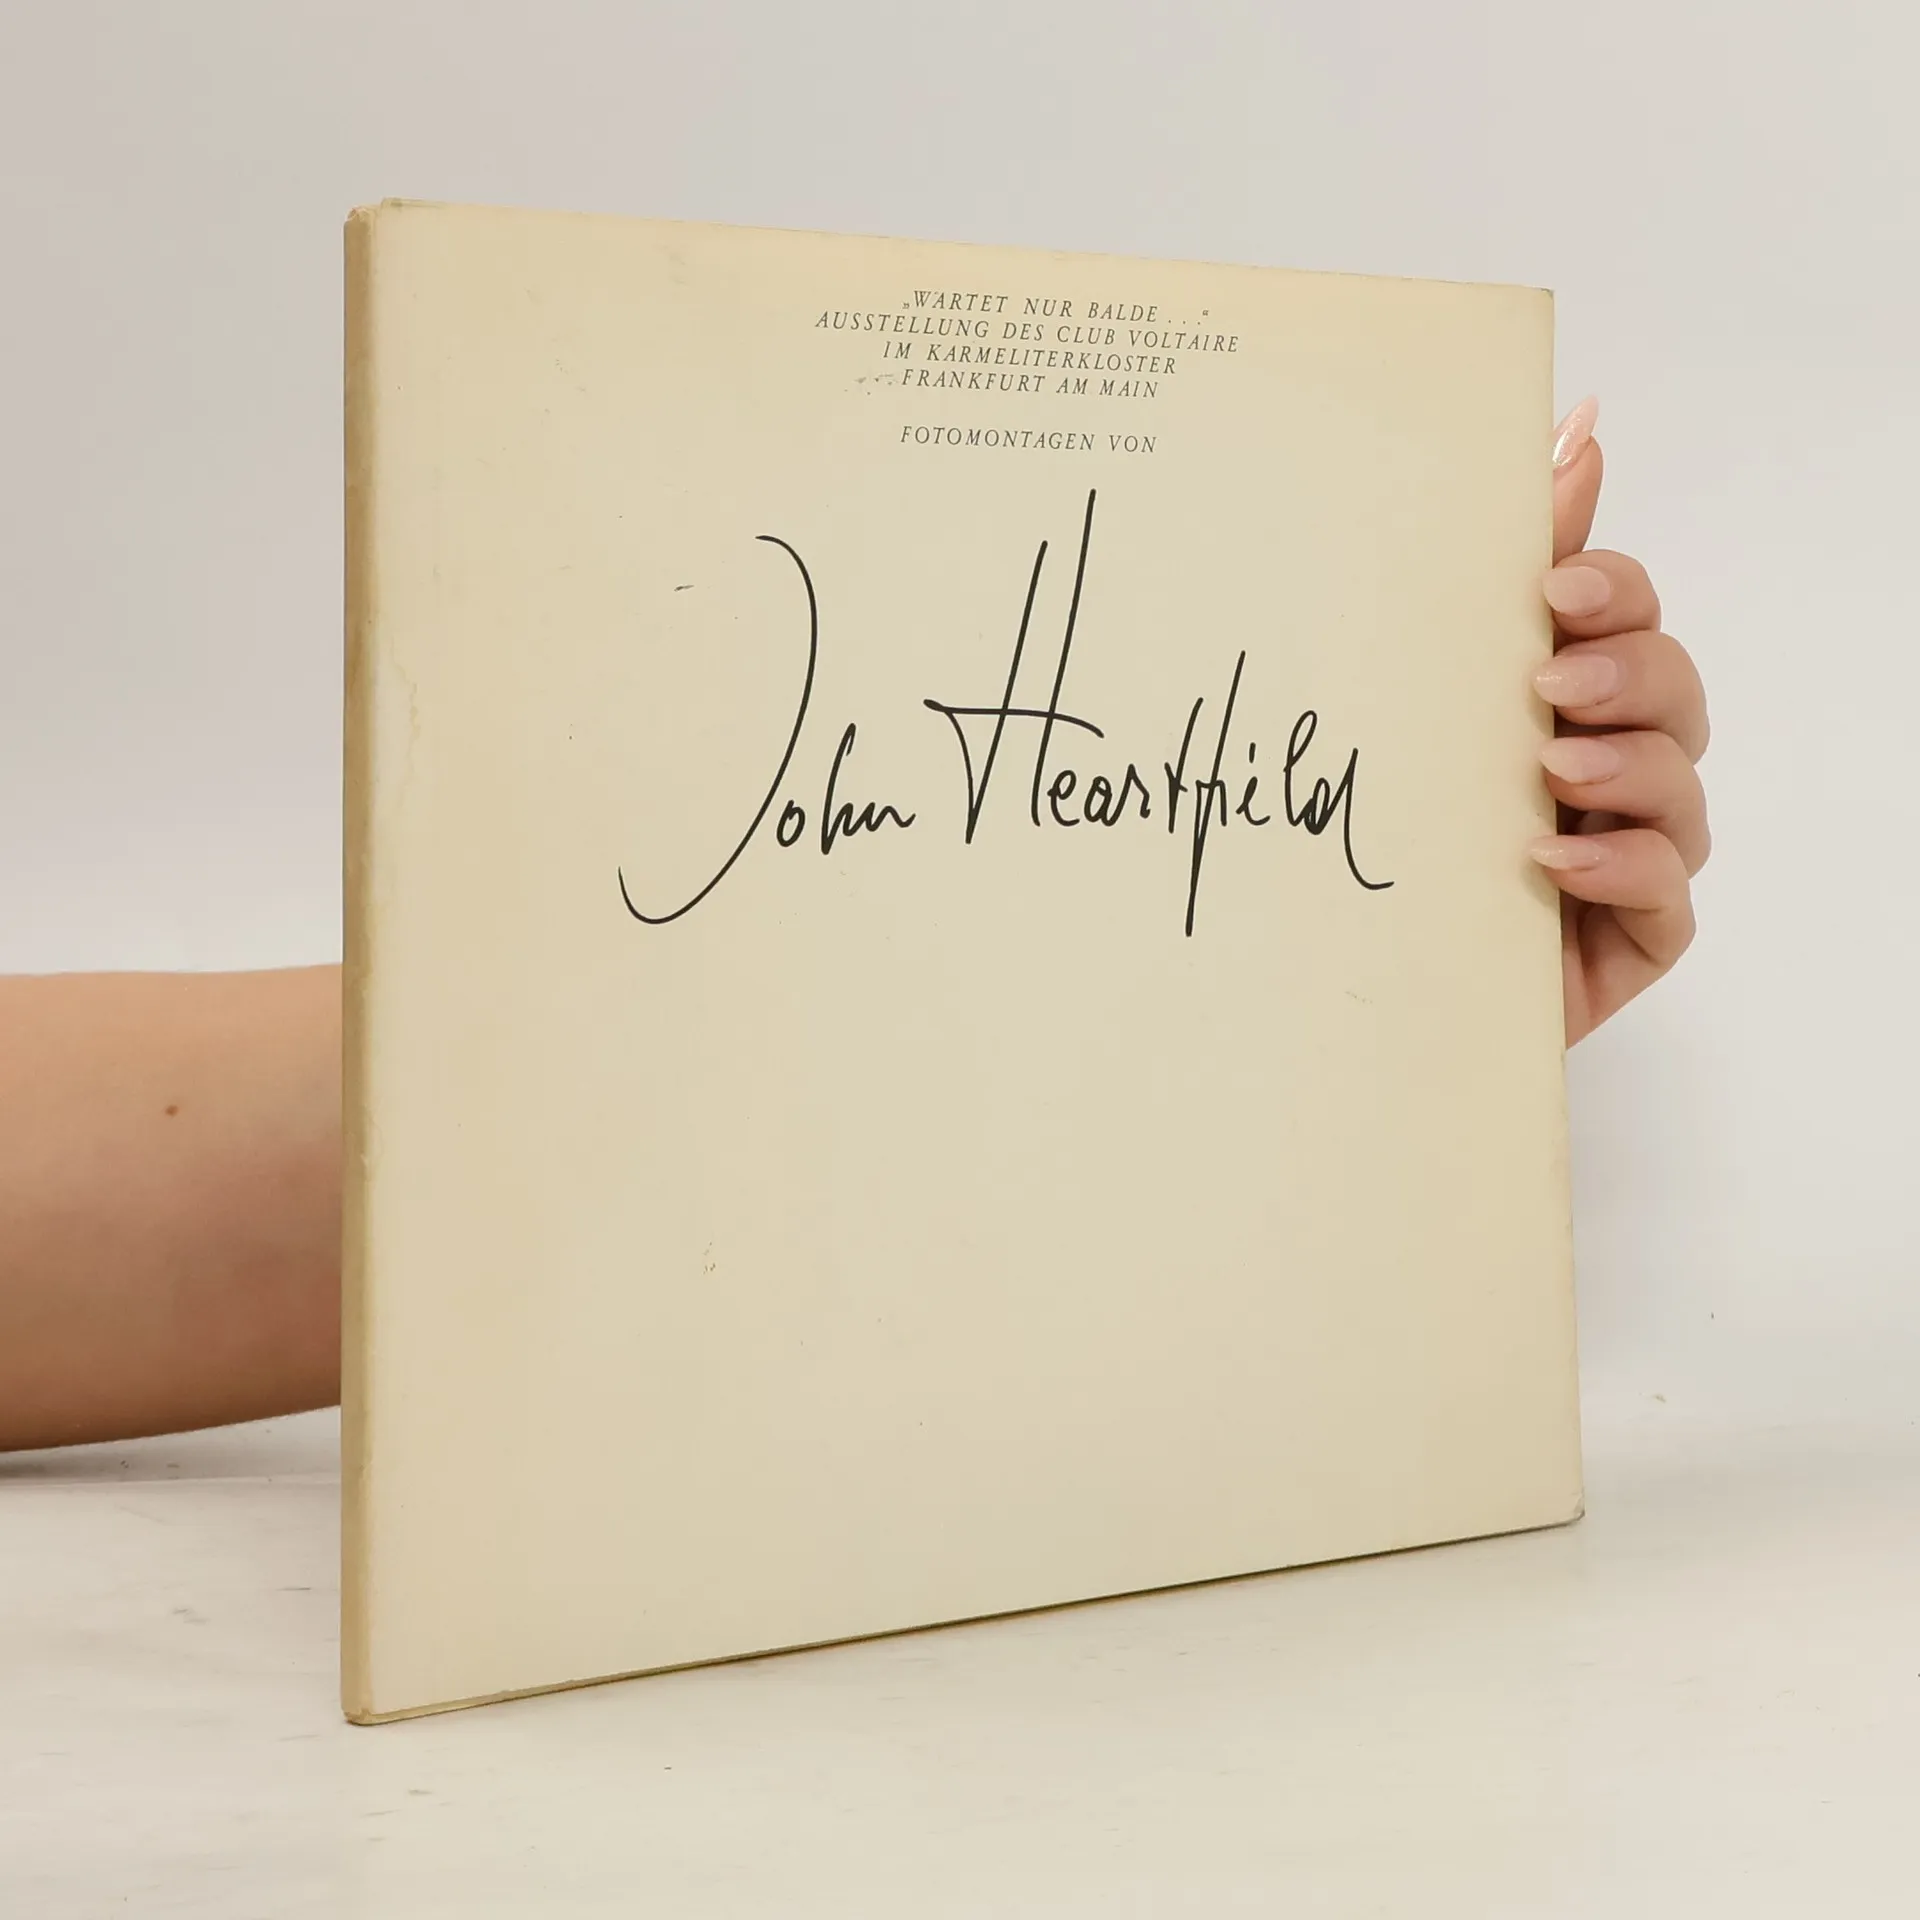 „WARTET NUR BALDE . . .“
AUSSTELLUNG DES CLUB VOLTAIRE
IM KARMELITERKLOSTER
FRANKFURT AM MAIN
FOTOMONTAGEN VON
John Heartfield